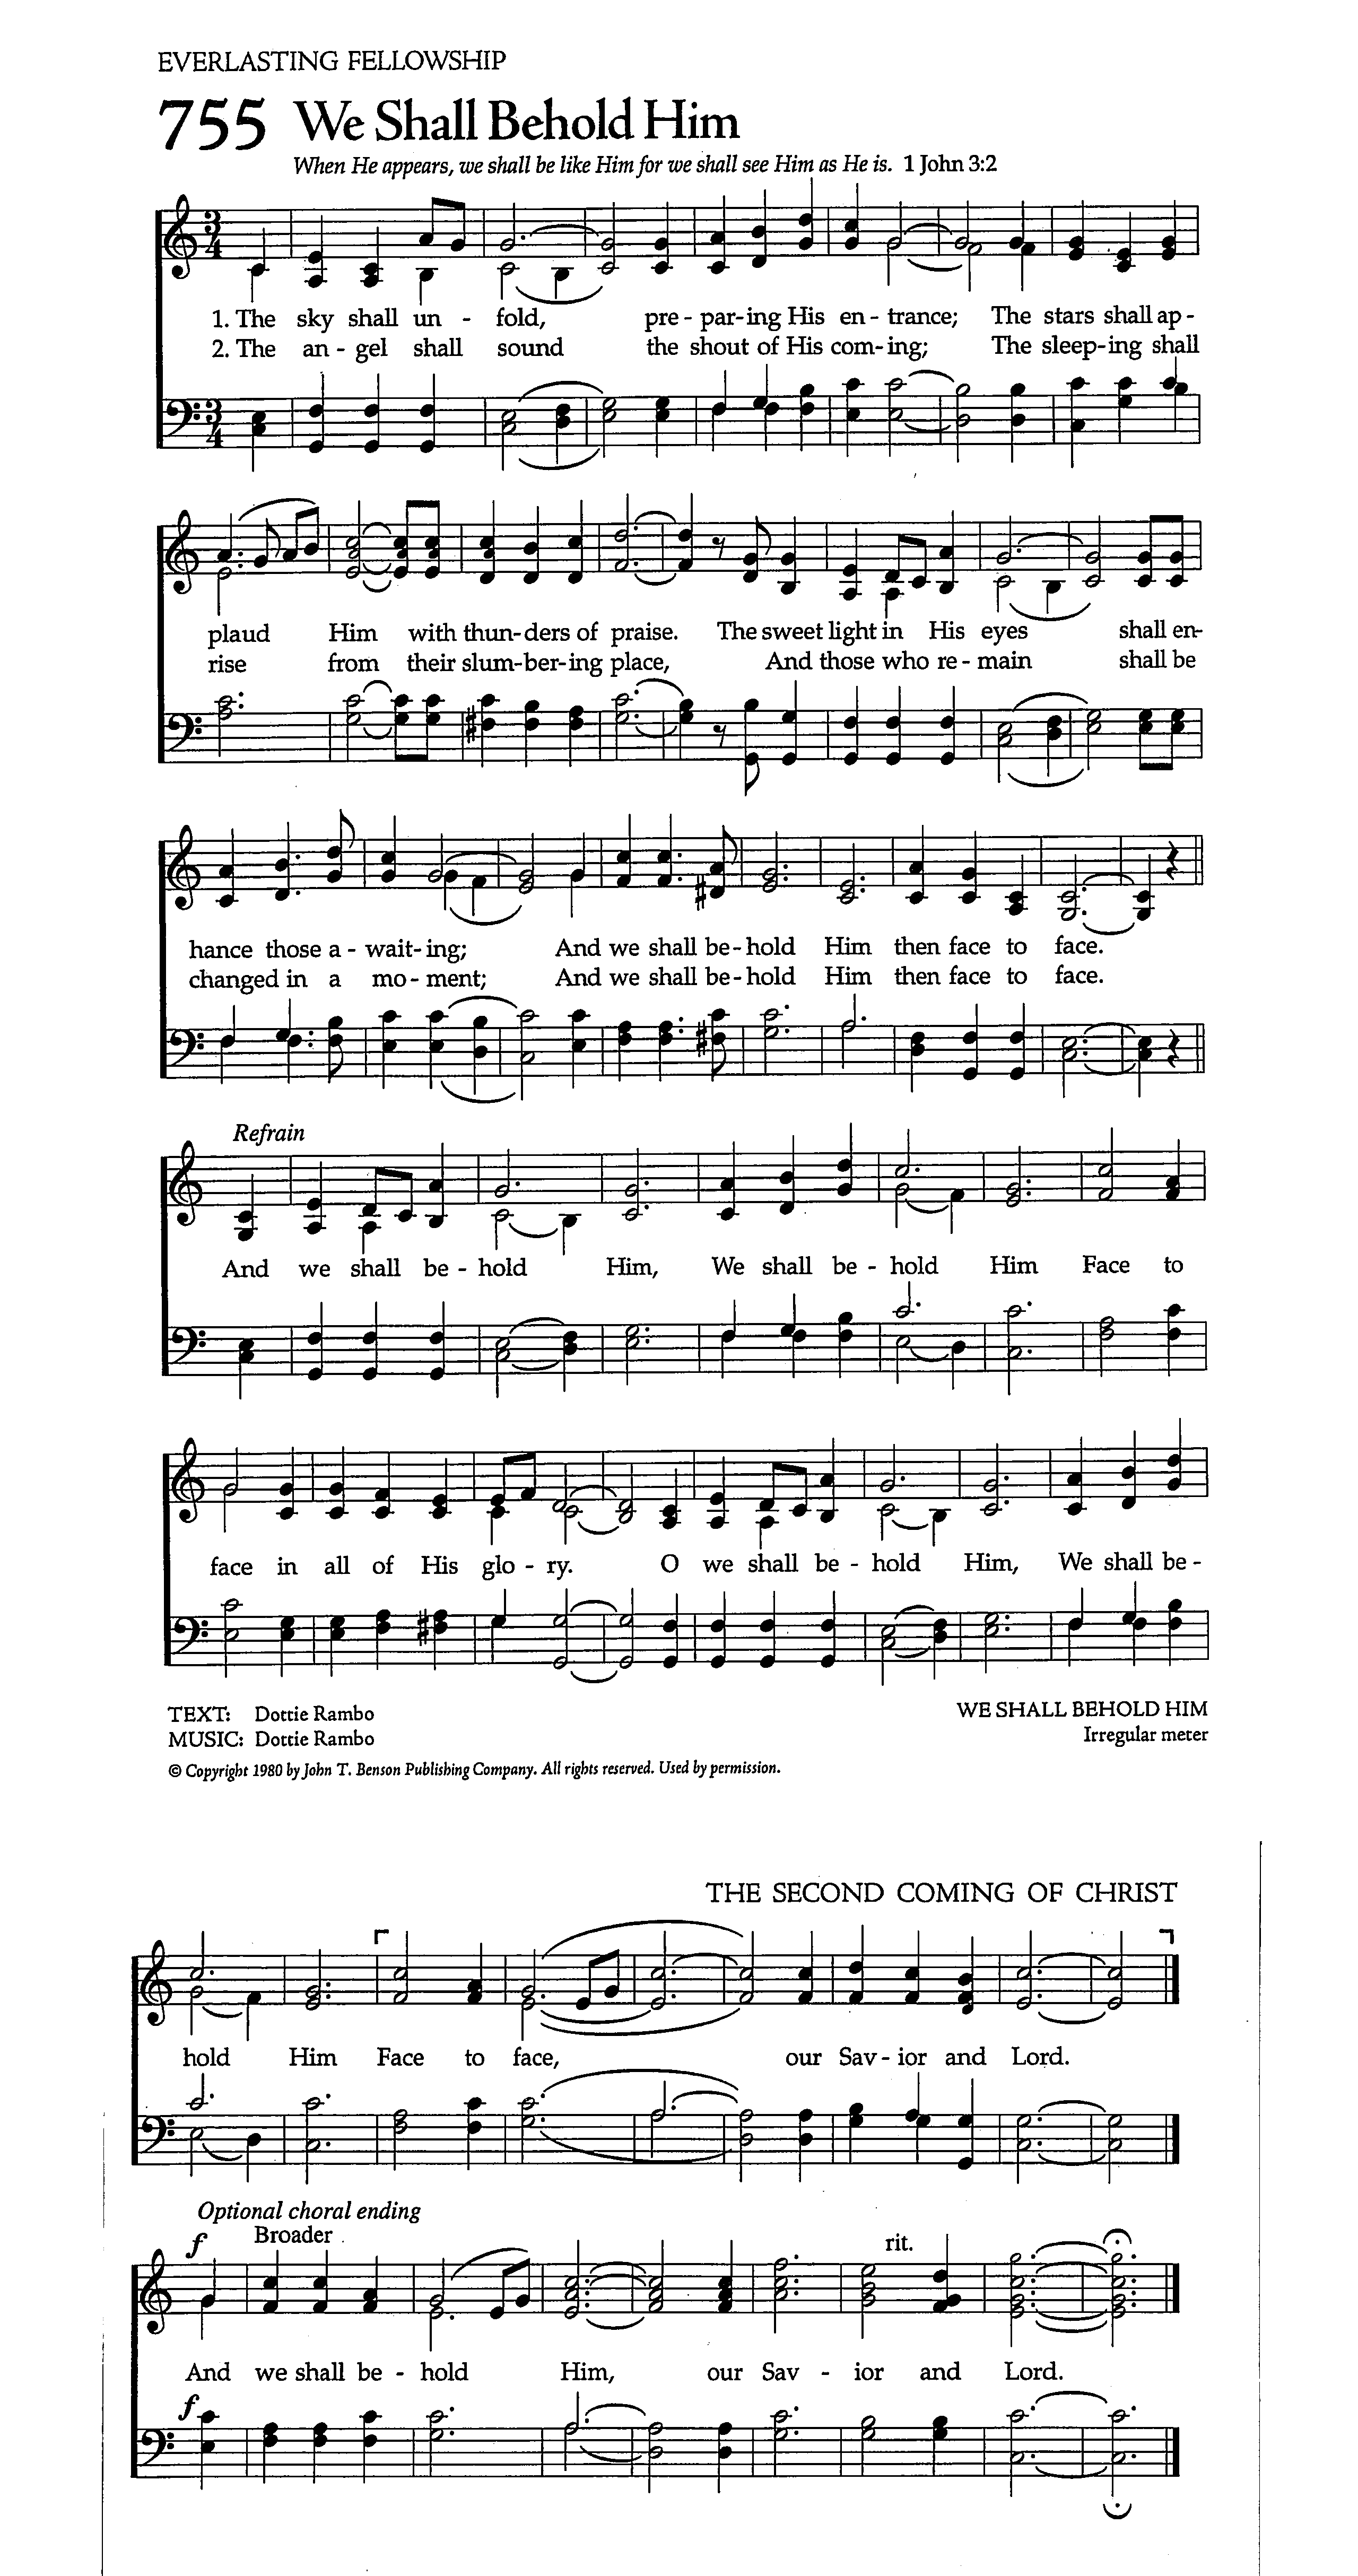 EVERLASTING FELLOWSHIP
755 We Shall Behold Him
When He appears, we shall be like Him for we shall see Him as He is. 1 John 3:2
1. The sky shall un - fold, pre - par - ing His en - trance; The stars shall ap -
2. The an - gel shall sound the shout of His com - ing; The sleep - ing shall
plaud Him with thun - ders of praise. The sweet light in His eyes shall en -
rise from their slum - ber - ing place, And those who re - main shall be
hance those a - wait - ing; And we shall be - hold Him then face to face.
changed in a mo - ment; And we shall be - hold Him then face to face.
Refrain
And we shall be - hold Him, We shall be - hold Him Face to
face in all of His glo - ry. O we shall be - hold Him, We shall be -
TEXT: Dottie Rambo WE SHALL BEHOLD HIM
MUSIC: Dottie Rambo Irregular meter
© Copyright 1980 by John T. Benson Publishing Company. All rights reserved. Used by permission.
THE SECOND COMING OF CHRIST
hold Him Face to face, our Sav - ior and Lord.
Optional choral ending
f Broader rit.
And we shall be - hold Him, our Sav - ior and Lord.
f